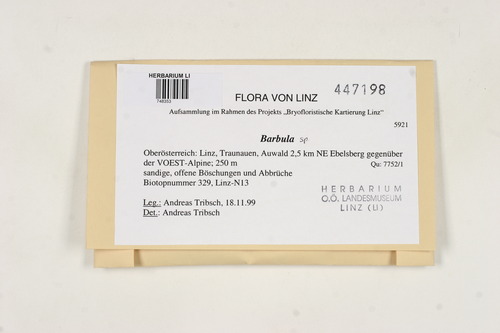 HERBARIUM LI
748353
FLORA VON LINZ
447198
Aufsammlung im Rahmen des Projekts „Bryofloristische Kartierung Linz“
5921
Barbula sp
Oberösterreich: Linz, Traunauen, Auwald 2,5 km NE Ebelsberg gegenüber
der VOEST-Alpine; 250 m Qu: 7752/1
sandige, offene Böschungen und Abbrüche
Biotopnummer 329, Linz-N13
HERBARIUM
O.Ö. LANDESMUSEUM
LINZ (LI)
Leg.: Andreas Tribsch, 18.11.99
Det.: Andreas Tribsch